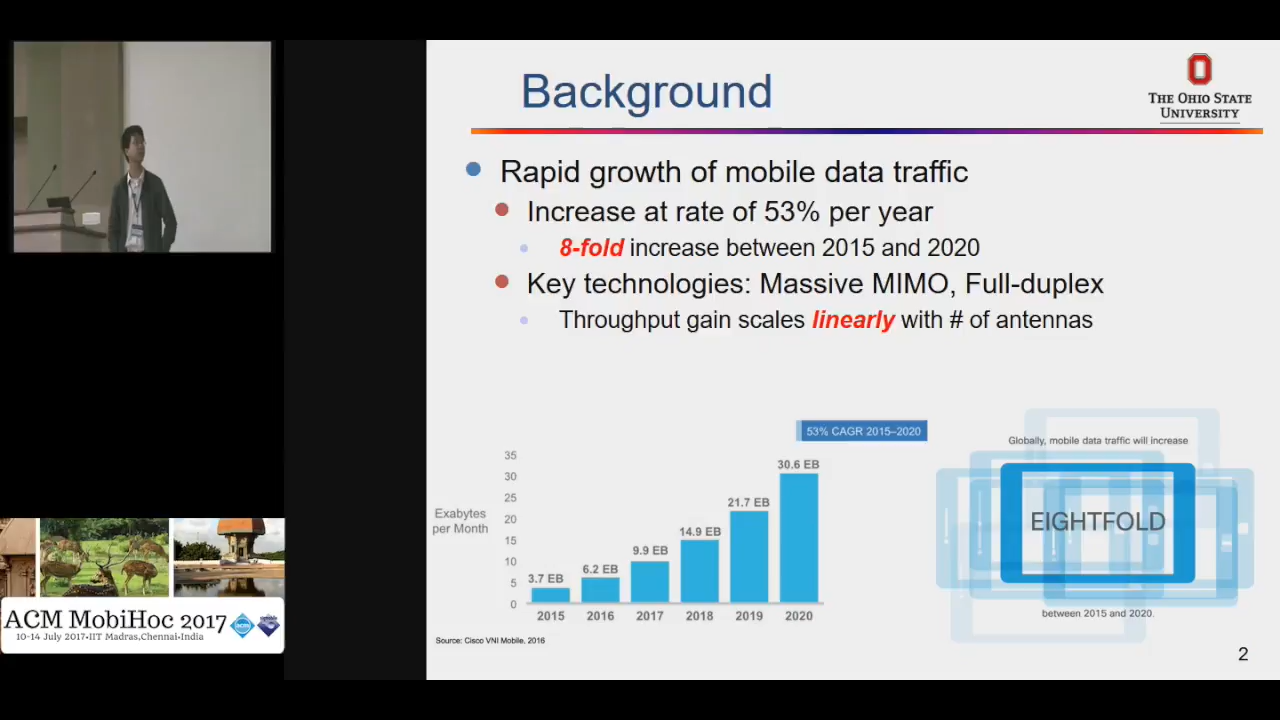 Background
THE OHIO STATE
UNIVERSITY
Rapid growth of mobile data traffic
Increase at rate of 53% per year
8-fold increase between 2015 and 2020
Key technologies: Massive MIMO, Full-duplex
Throughput gain scales linearly with # of antennas
53% CAGR 2015–2020
Exabytes
per Month
35
30
25
20
15
10
5
0
3.7 EB
6.2 EB
9.9 EB
14.9 EB
21.7 EB
30.6 EB
2015 2016 2017 2018 2019 2020
Source: Cisco VNI Mobile, 2016
Globally, mobile data traffic will increase
EIGHTFOLD
between 2015 and 2020.
2
ACM MobiHoc 2017
10-14 July 2017•IIT Madras,Chennai•India